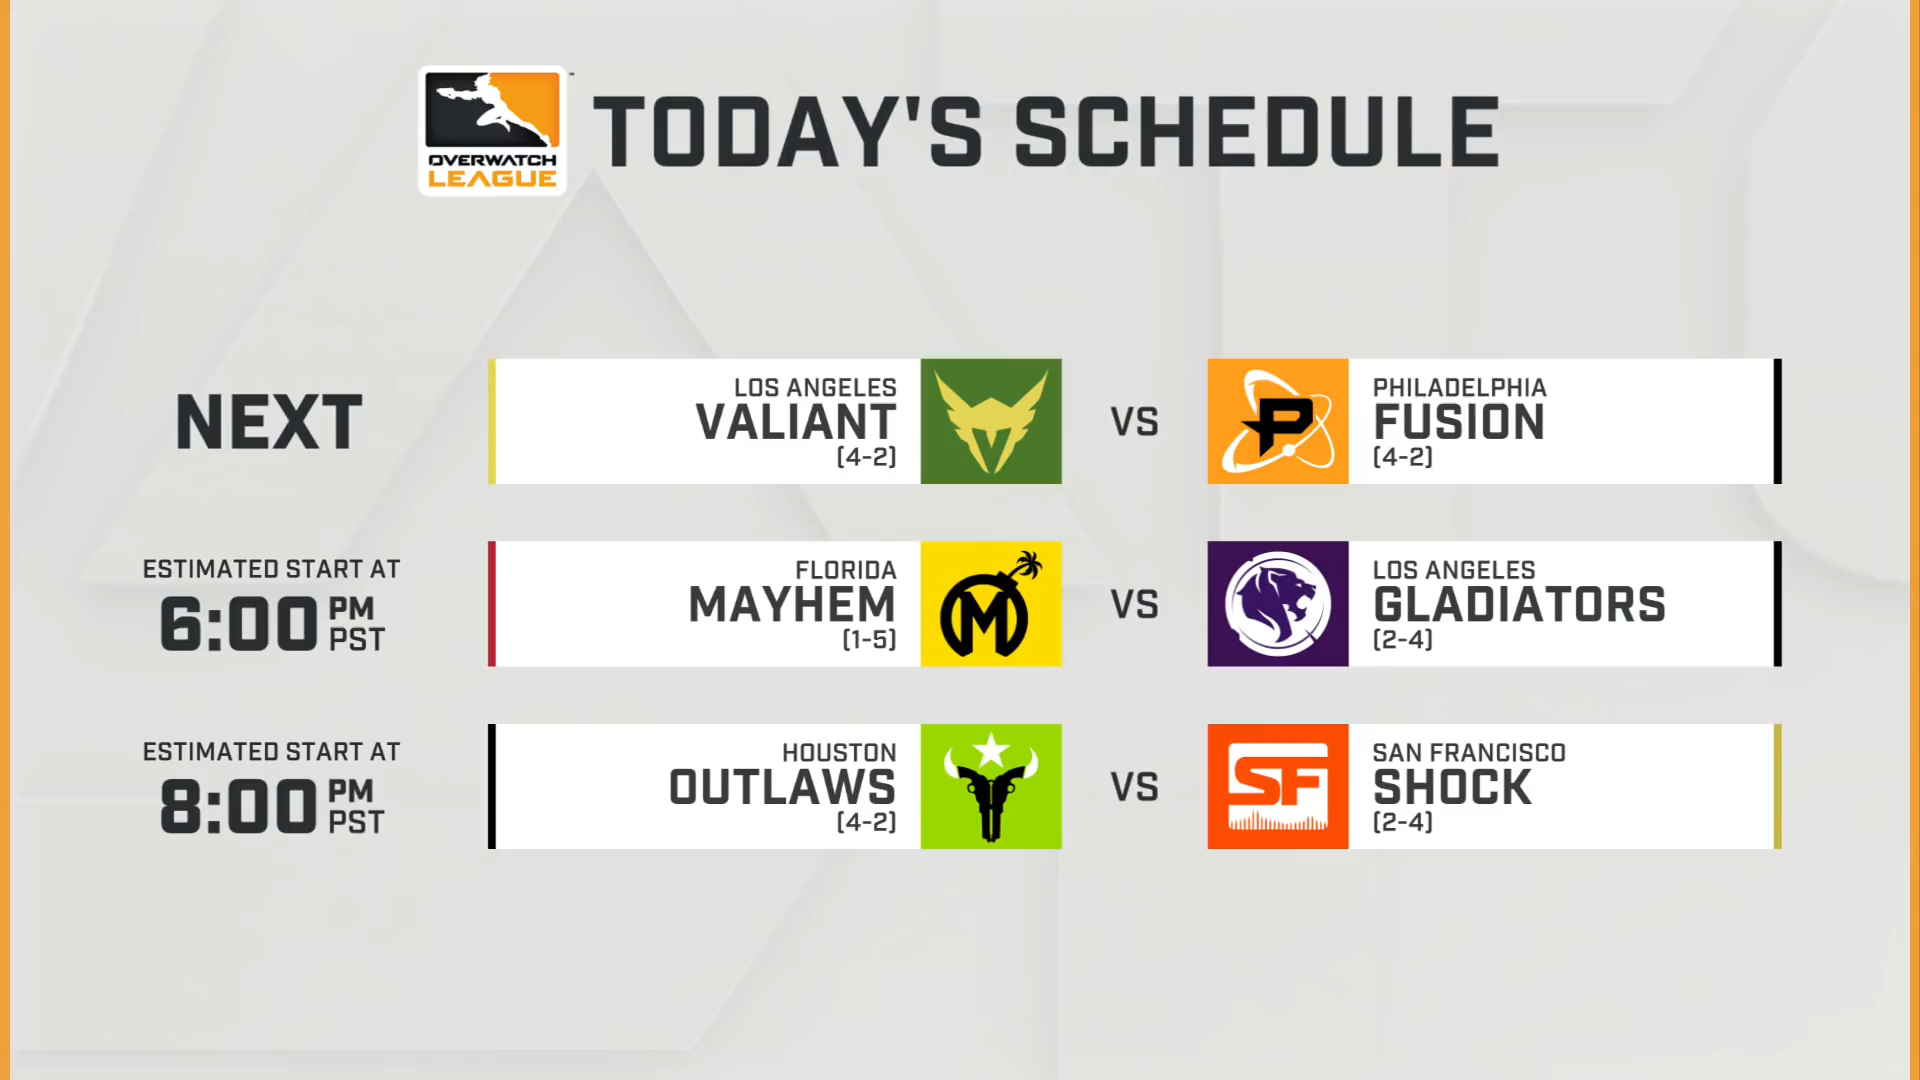 OVERWATCH
LEAGUE
™
TODAY'S SCHEDULE
NEXT
LOS ANGELES
VALIANT
[4-2]
VS
P
PHILADELPHIA
FUSION
[4-2]
ESTIMATED START AT
6:00 PM
PST
FLORIDA
MAYHEM
[1-5]
M
VS
LOS ANGELES
GLADIATORS
[2-4]
ESTIMATED START AT
8:00 PM
PST
HOUSTON
OUTLAWS
[4-2]
VS
SF
SAN FRANCISCO
SHOCK
[2-4]